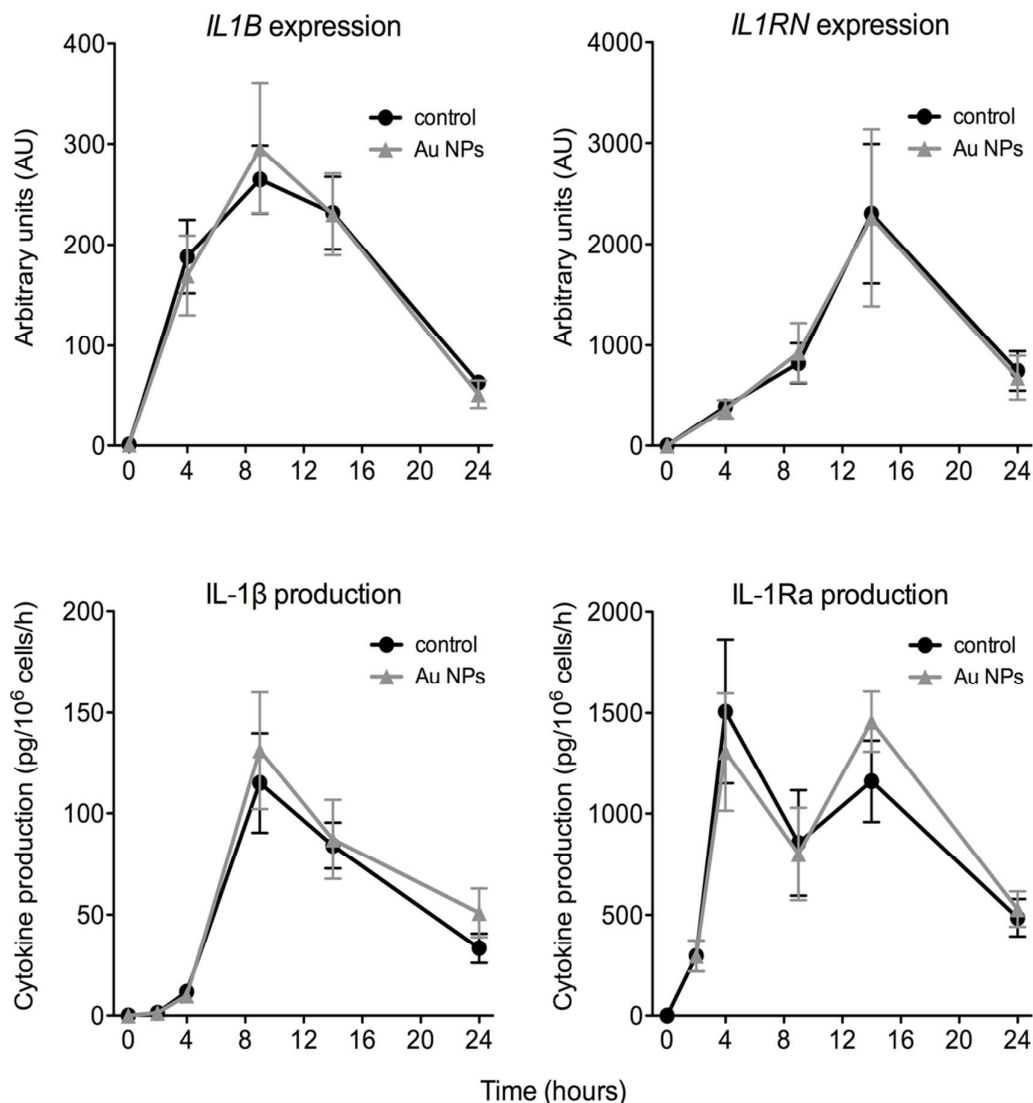 IL1B expression
400
300
200
100
0
Arbitrary units (AU)
control
Au NPs
0 4 8 12 16 20 24
IL1RN expression
4000
3000
2000
1000
0
Arbitrary units (AU)
control
Au NPs
0 4 8 12 16 20 24
IL-1β production
200
150
100
50
0
Cytokine production (pg/10⁶ cells/h)
control
Au NPs
0 4 8 12 16 20 24
IL-1Ra production
2000
1500
1000
500
0
Cytokine production (pg/10⁶ cells/h)
control
Au NPs
0 4 8 12 16 20 24
Time (hours)